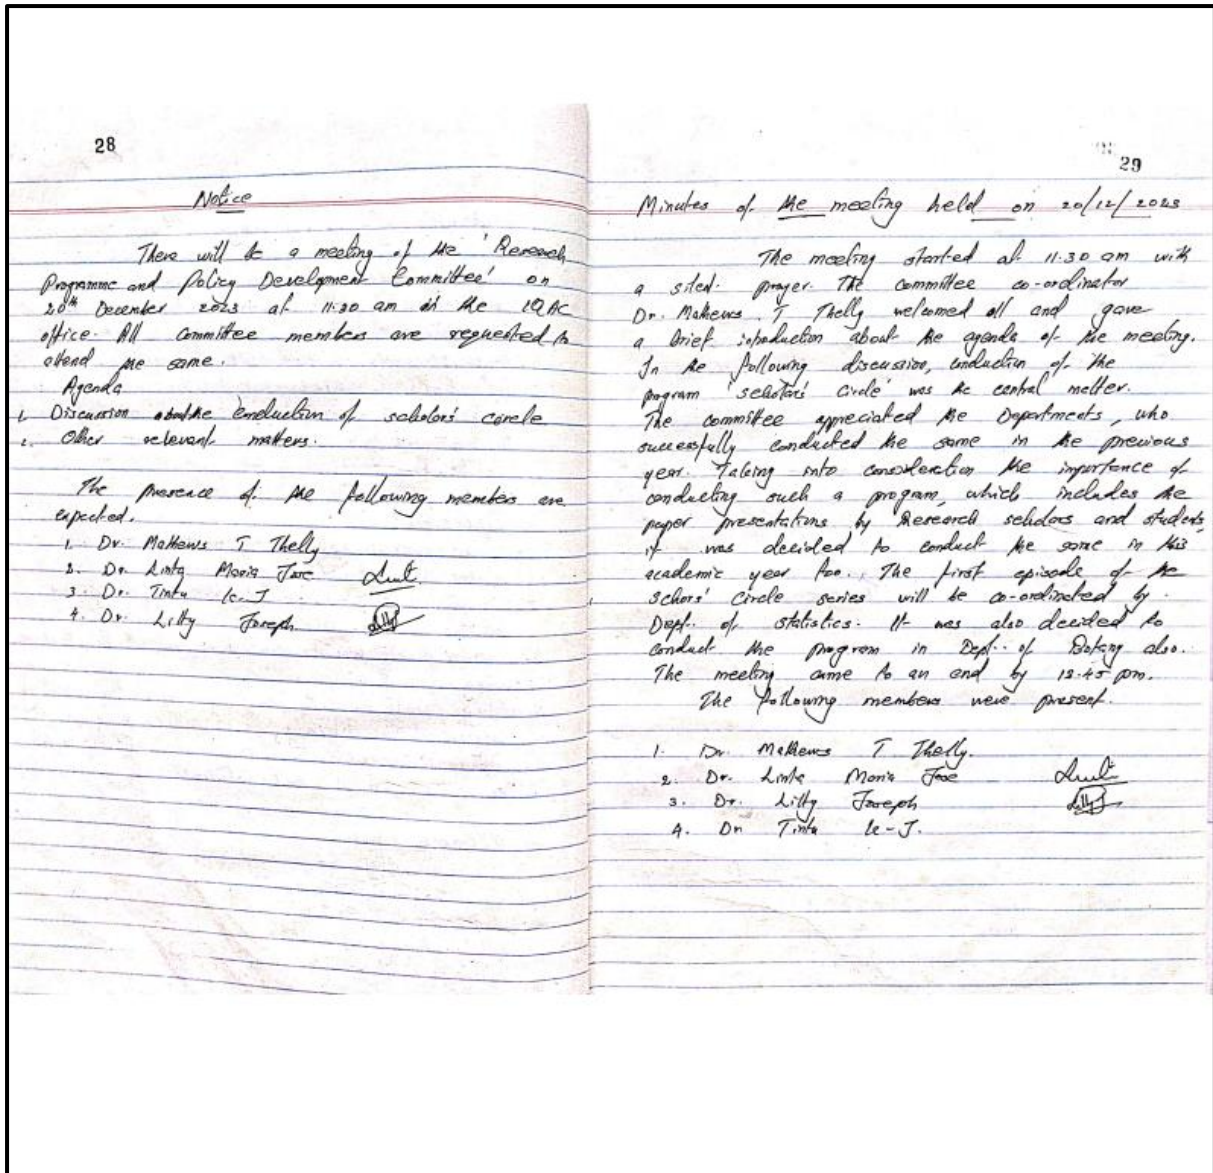 28
Notice
There will be a meeting of the 'Research
Programme and Policy Development Committee' on
20th December 2023 at 11.30 am in the IQAC
office. All committee members are requested to
attend the same.
Agenda
1. Discussion about the conduction of scholar's circle
2. Other relevant matters.
The presence of the following members are
expected.
1. Dr. Mathews T Thelly
2. Dr. Linta Maria Jose
3. Dr. Tintu K. J
4. Dr. Litty Joseph
29
Minutes of the meeting held on 20/12/2023
The meeting started at 11.30 am with
a silent prayer. The committee co-ordinator
Dr. Mathews T Thelly welcomed all and gave
a brief introduction about the agenda of the meeting.
In the following discussion, conduction of the
program 'scholar's circle' was the central matter.
The committee appreciated the Departments, who
successfully conducted the same in the previous
year. Taking into consideration the importance of
conducting such a program, which includes the
paper presentations by Research scholars and students,
it was decided to conduct the same in this
academic year too. The first episode of the
Schors' Circle series will be co-ordinated by
Dept. of statistics. It was also decided to
conduct the program in Dept. of Botany also.
The meeting came to an end by 12.45 pm.
The following members were present.
1. Dr. Mathews T Thelly.
2. Dr. Linta Maria Jose
3. Dr. Litty Joseph
4. Dr Tintu K-J.